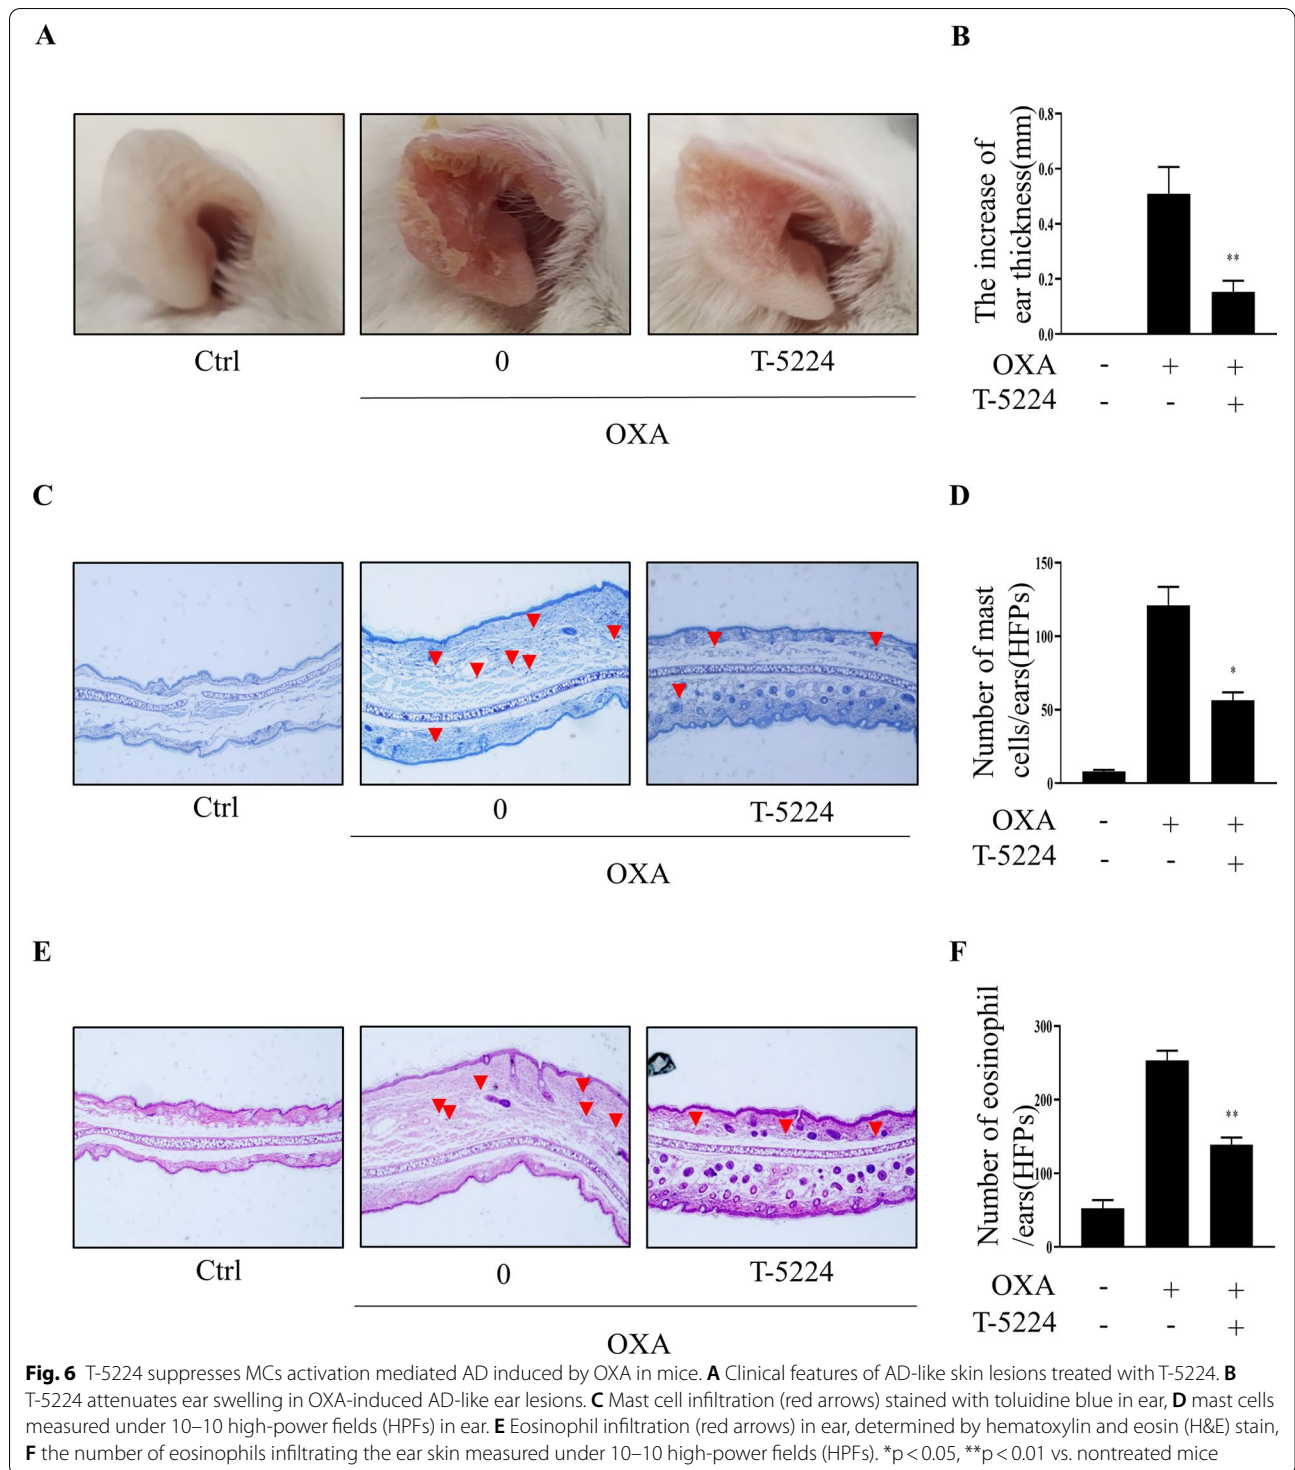 A
B
The increase of
ear thickness(mm)
0.8
0.6
0.4
0.2
0.0
**
Ctrl
0
T-5224
OXA
OXA - + +
T-5224 - - +
C
D
Number of mast
cells/ears(HFPs)
150
100
50
0
*
Ctrl
0
T-5224
OXA
OXA - + +
T-5224 - - +
E
F
Number of eosinophil
/ears(HFPs)
300
200
100
0
**
Ctrl
0
T-5224
OXA
OXA - + +
T-5224 - - +
Fig. 6 T-5224 suppresses MCs activation mediated AD induced by OXA in mice. A Clinical features of AD-like skin lesions treated with T-5224. B
T-5224 attenuates ear swelling in OXA-induced AD-like ear lesions. C Mast cell infiltration (red arrows) stained with toluidine blue in ear, D mast cells
measured under 10–10 high-power fields (HPFs) in ear. E Eosinophil infiltration (red arrows) in ear, determined by hematoxylin and eosin (H&E) stain,
F the number of eosinophils infiltrating the ear skin measured under 10–10 high-power fields (HPFs). *p < 0.05, **p < 0.01 vs. nontreated mice